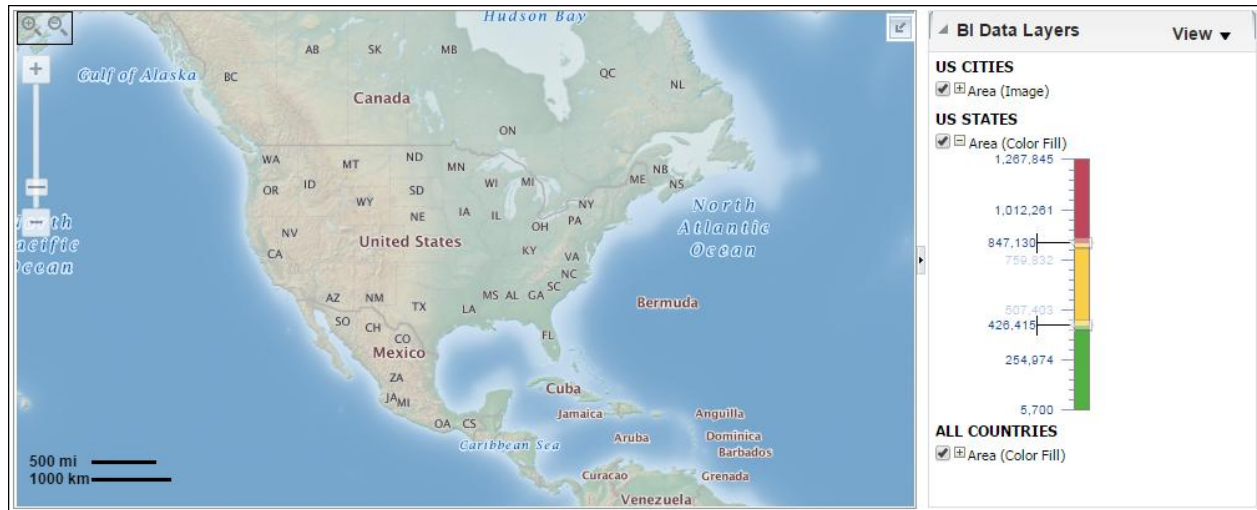 Hudson Bay
AB SK MB
Gulf of Alaska
BC
QC
NL
Canada
ON
WA MT ND MN
NB
OR ID SD WI MI ME NS
WY
NE IA IL NY
North
Atlantic
Ocean
OH PA
NV
United States
KY
CA VA
NC
SC
AZ NM TX MS AL GA
LA
Bermuda
SO CH
CO
FL
Mexico
ZA
Cuba
JA MI
Jamaica
Anguilla
OA CS
Caribbean Sea
Aruba
Dominica
Barbados
Curacao
Grenada
Venezuela
500 mi
1000 km
BI Data Layers
View
US CITIES
Area (Image)
US STATES
Area (Color Fill)
1,267,845
1,012,261
847,130
759,832
507,403
426,415
254,974
5,700
ALL COUNTRIES
Area (Color Fill)